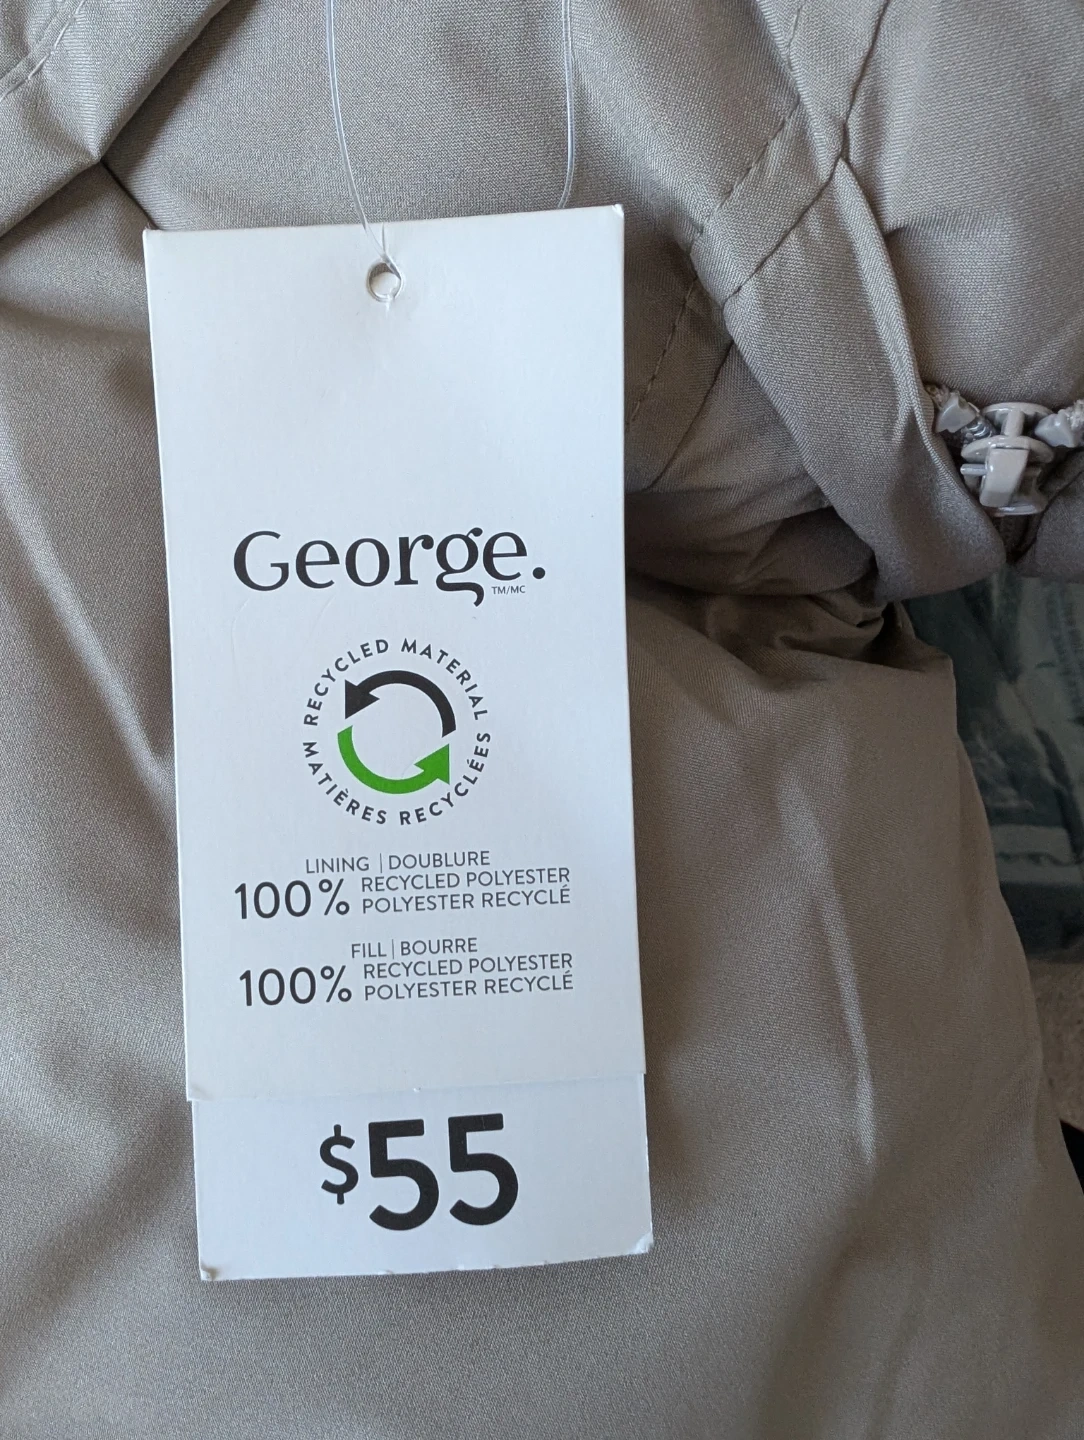 George.
TM/MC
RECYCLED MATERIAL
MATIÈRES RECYCLÉES
LINING | DOUBLURE
100% RECYCLED POLYESTER
POLYESTER RECYCLÉ
FILL | BOURRE
100% RECYCLED POLYESTER
POLYESTER RECYCLÉ
$55